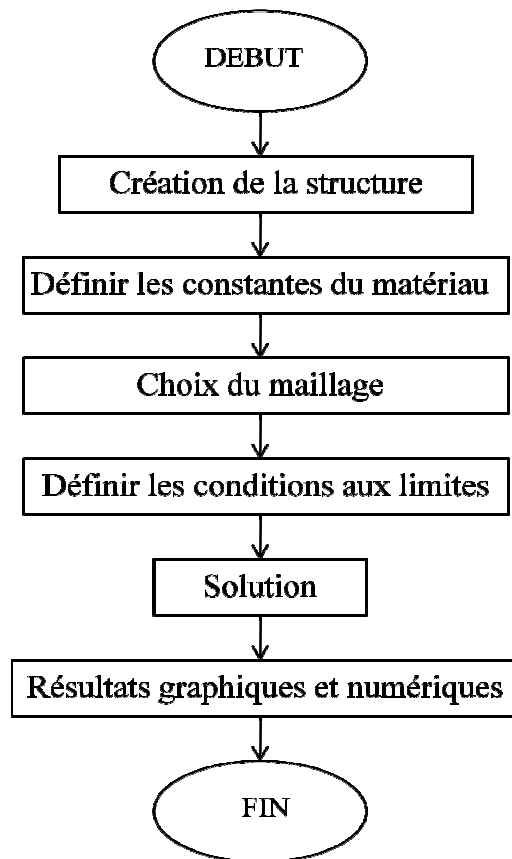 DEBUT
Création de la structure
Définir les constantes du matériau
Choix du maillage
Définir les conditions aux limites
Solution
Résultats graphiques et numériques
FIN